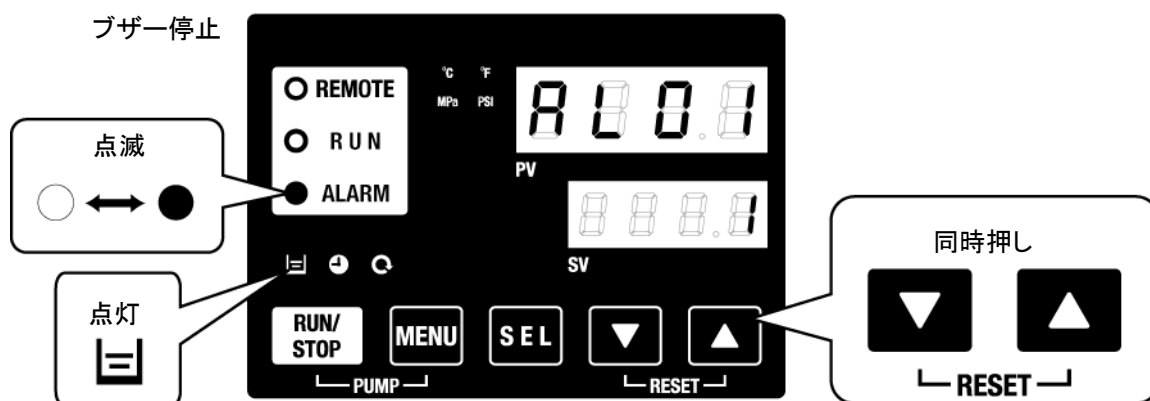 ブザー停止
°C °F
MPa PSI
REMOTE
RUN
ALARM
AL01
PV
1
SV
点滅
点灯
同時押し
RUN/
STOP
MENU
SEL
PUMP
RESET
RESET